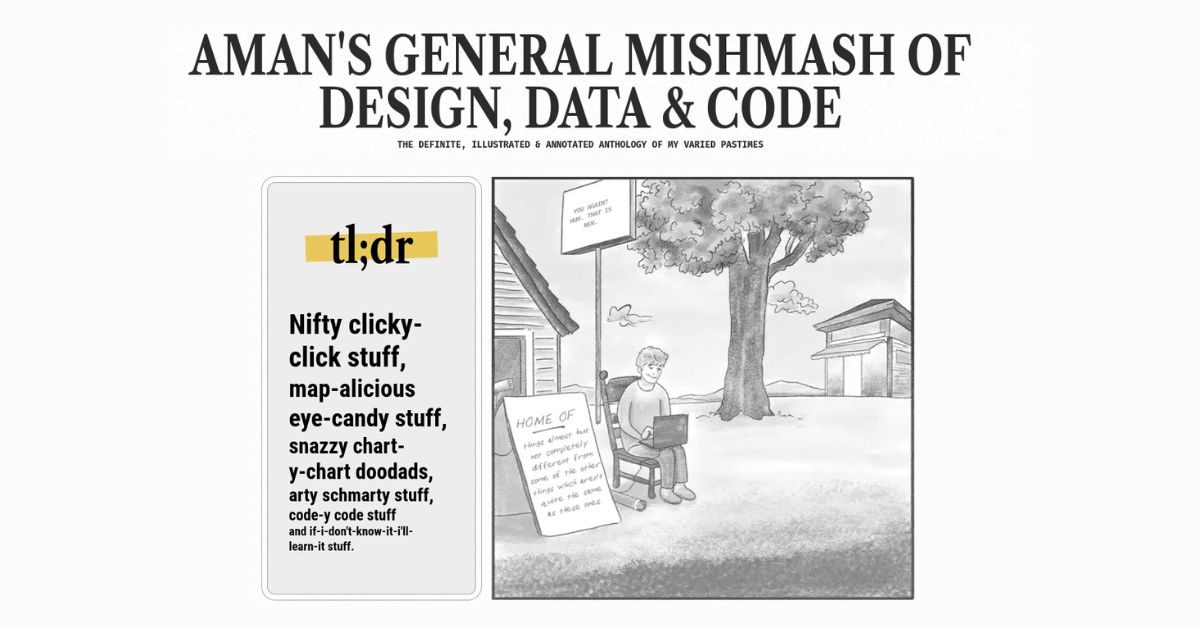 AMAN'S GENERAL MISHMASH OF
DESIGN, DATA & CODE
THE DEFINITE, ILLUSTRATED & ANNOTATED ANTHOLOGY OF MY VARIED PASTIMES
tl;dr
Nifty clicky-
click stuff,
map-alicious
eye-candy stuff,
snazzy chart-
y-chart doodads,
arty schmarty stuff,
code-y code stuff
and if-i-don't-know-it-i'll-
learn-it stuff.
YOU AGAIN?
HUH. THAT IS
NEW.
HOME OF
things almost but
not completely
different from
some of the other
things which aren't
quite the same
as these ones